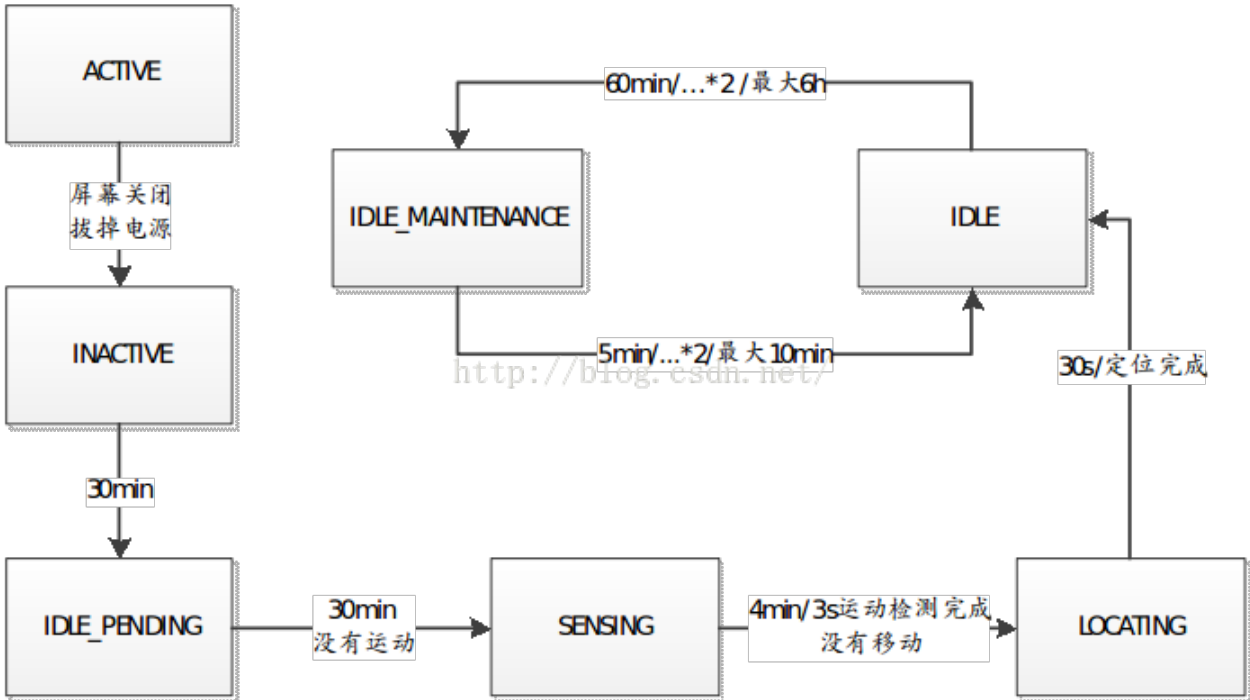 ACTIVE
60min/...*2 /最大6h
屏幕关闭
拔掉电源
IDLE_MAINTENANCE
IDLE
INACTIVE
5min/...*2/最大10min
http://blog.csdn.net/
30s/定位完成
30min
IDLE_PENDING
30min
没有运动
SENSING
4min/3s运动检测完成
没有移动
LOCATING